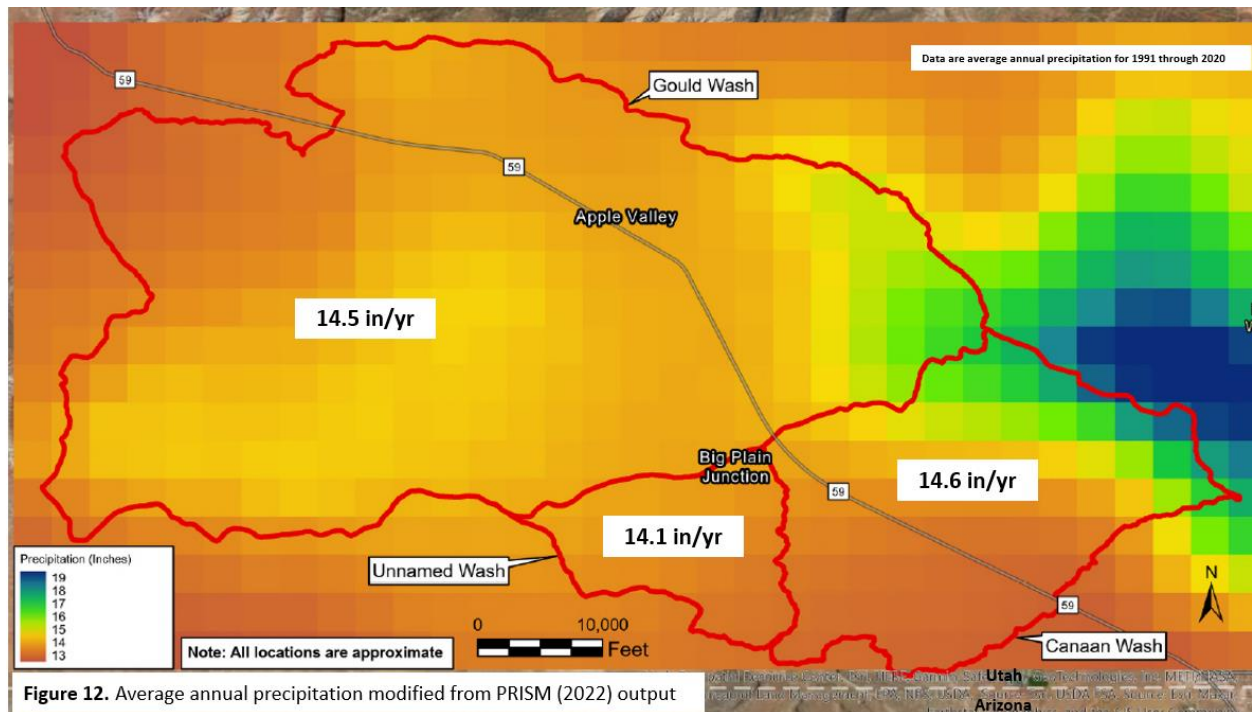 Data are average annual precipitation for 1991 through 2020
59
Gould Wash
59
Apple Valley
14.5 in/yr
Big Plain
Junction
14.6 in/yr
59
14.1 in/yr
Unnamed Wash
59
Precipitation (Inches)
19
18
17
16
15
14
13
N
0
10,000
Feet
Note: All locations are approximate
Canaan Wash
Utah
Arizona
Figure 12. Average annual precipitation modified from PRISM (2022) output